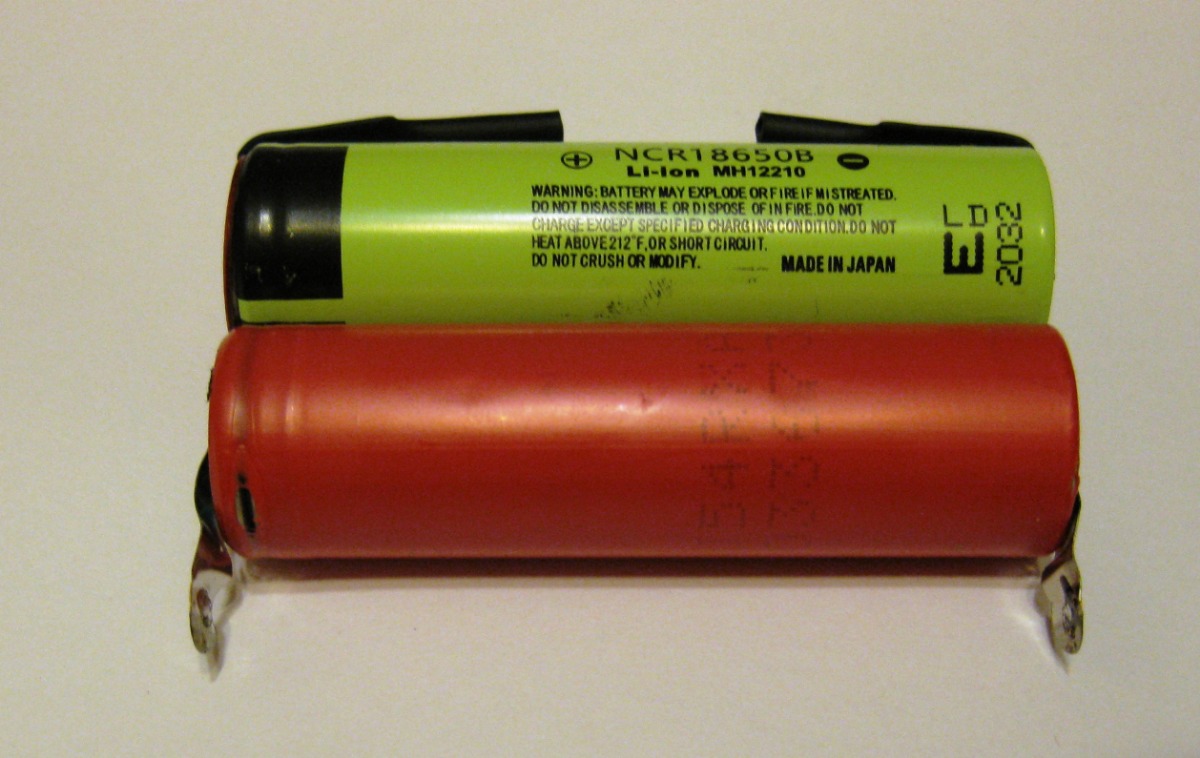 ⊕ NCR18650B ⊖
Li-ion MH12210
WARNING: BATTERY MAY EXPLODE OR FIRE IF MISTREATED.
DO NOT DISASSEMBLE OR DISPOSE OF IN FIRE.DO NOT
CHARGE EXCEPT SPECIFIED CHARGING CONDITION.DO NOT
HEAT ABOVE 212°F,OR SHORT CIRCUIT.
DO NOT CRUSH OR MODIFY.
MADE IN JAPAN
E LD
2032